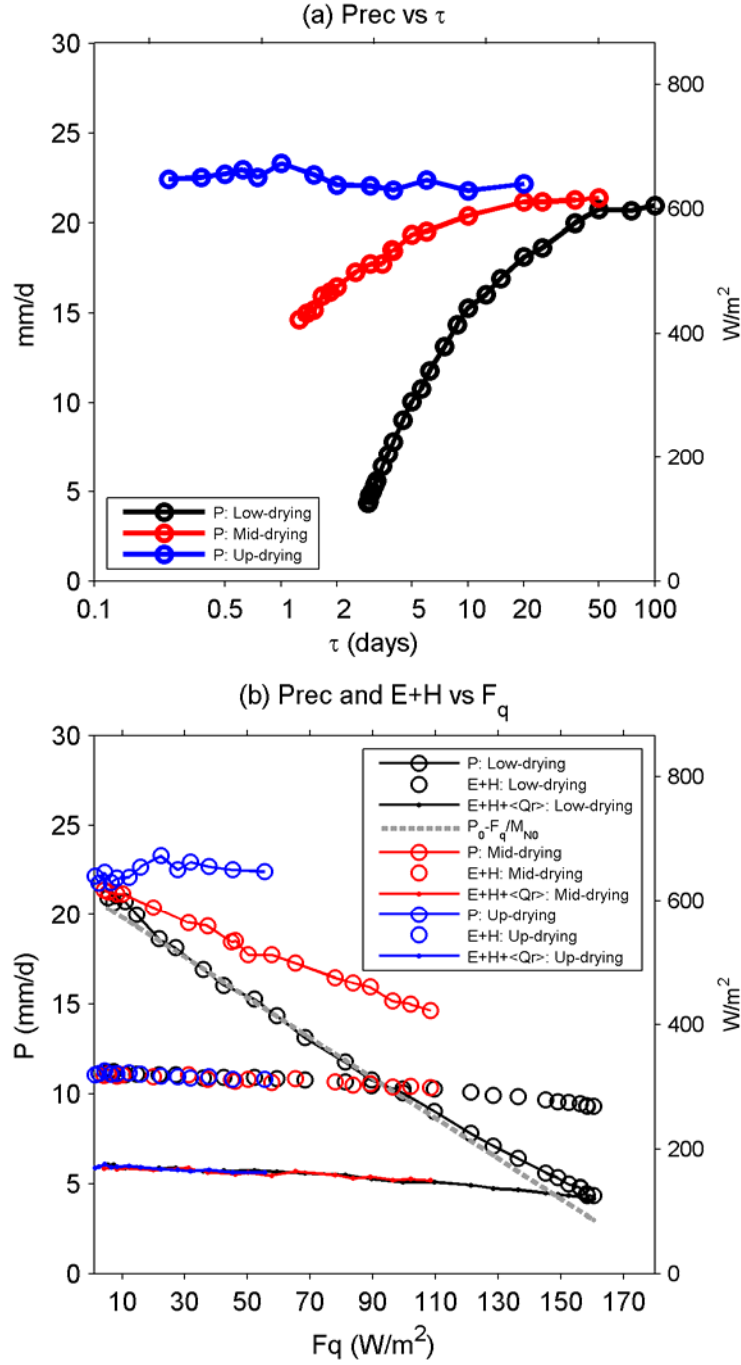 (a) Prec vs τ
30
25
20
15
10
5
0
mm/d
800
600
400
200
0
W/m²
P: Low-drying
P: Mid-drying
P: Up-drying
0.1 0.5 1 2 5 10 20 50 100
τ (days)
(b) Prec and E+H vs F_q
30
25
20
15
10
5
0
P (mm/d)
800
600
400
200
0
W/m²
P: Low-drying
E+H: Low-drying
E+H+<Qr>: Low-drying
P₀-F_q/M_N0
P: Mid-drying
E+H: Mid-drying
E+H+<Qr>: Mid-drying
P: Up-drying
E+H: Up-drying
E+H+<Qr>: Up-drying
10 30 50 70 90 110 130 150 170
Fq (W/m²)